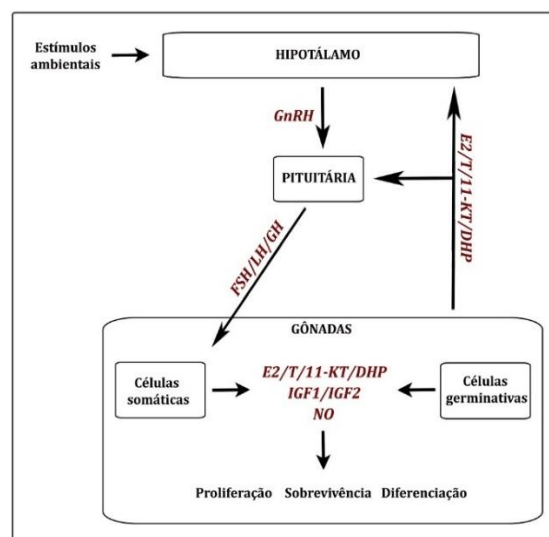 Estímulos
ambientais
HIPOTÁLAMO
GnRH
PITUITÁRIA
E2/T/11-KT/DHP
FSH/LH/GH
GÔNADAS
Células
somáticas
E2/T/11-KT/DHP
IGF1/IGF2
NO
Células
germinativas
Proliferação Sobrevivência Diferenciação